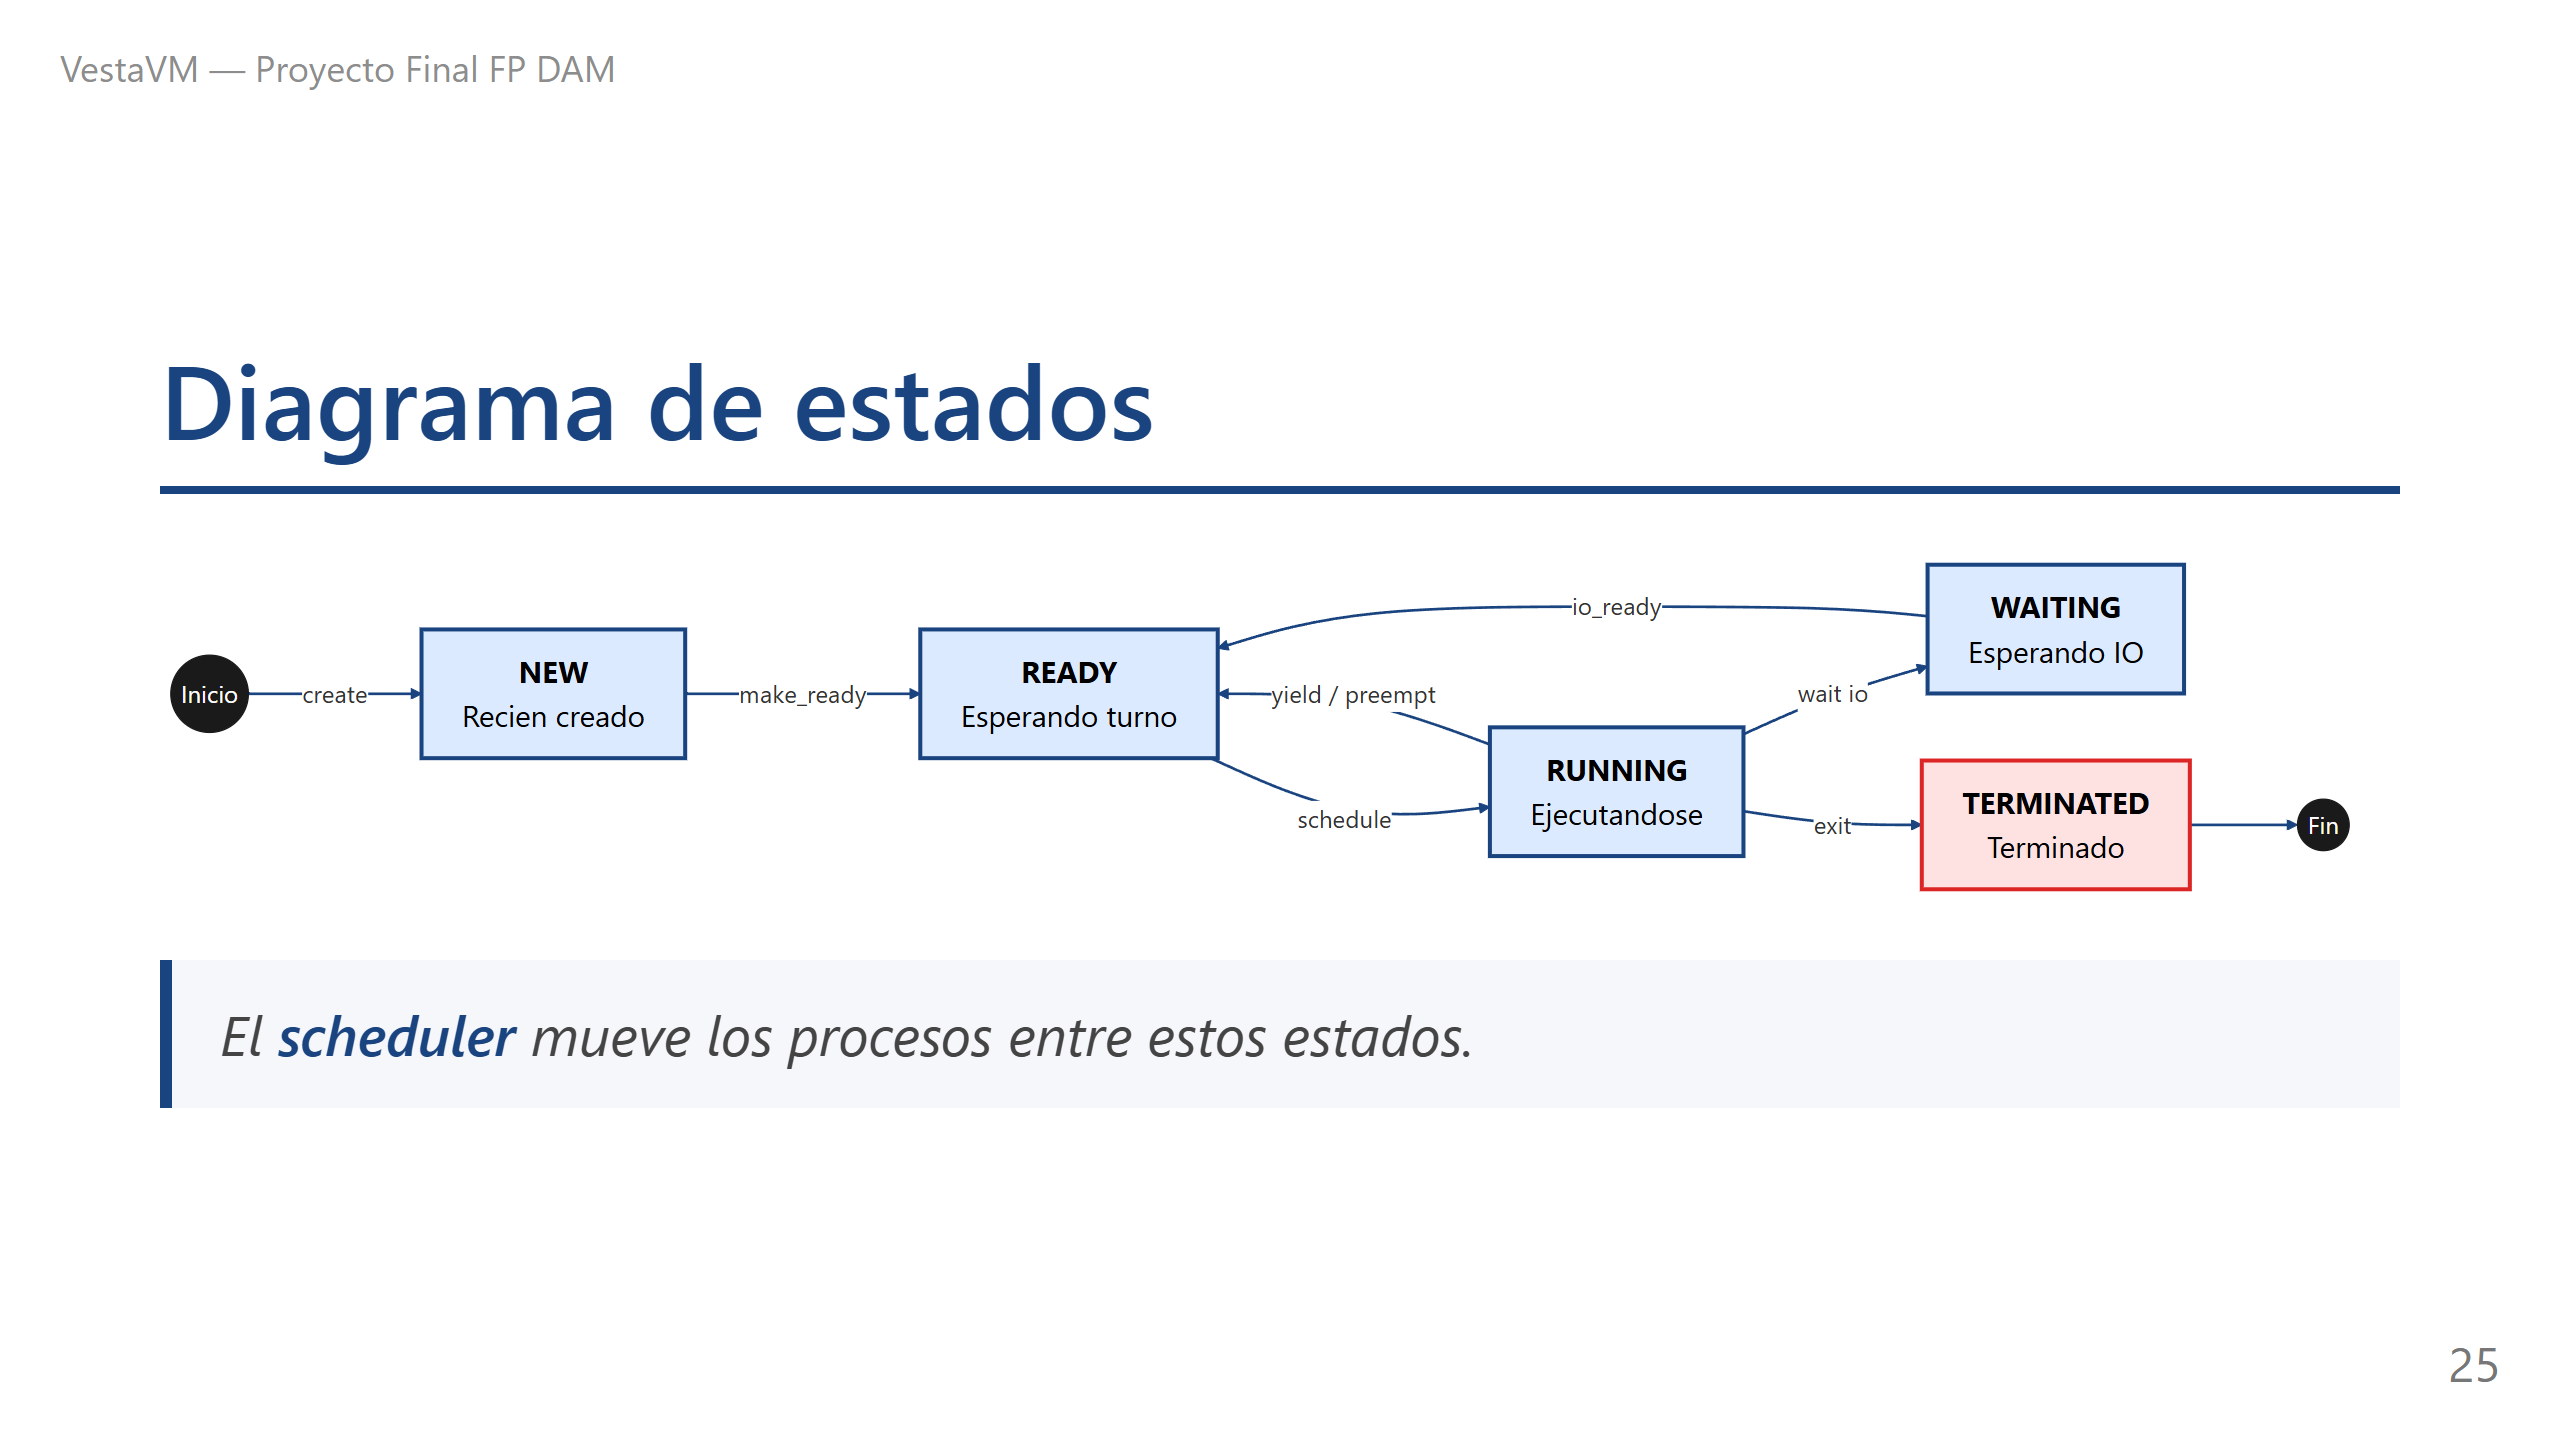 VestaVM — Proyecto Final FP DAM
Diagrama de estados
Inicio
create
NEW
Recien creado
make_ready
READY
Esperando turno
io_ready
yield / preempt
schedule
RUNNING
Ejecutandose
wait io
exit
WAITING
Esperando IO
TERMINATED
Terminado
Fin
El scheduler mueve los procesos entre estos estados.
25